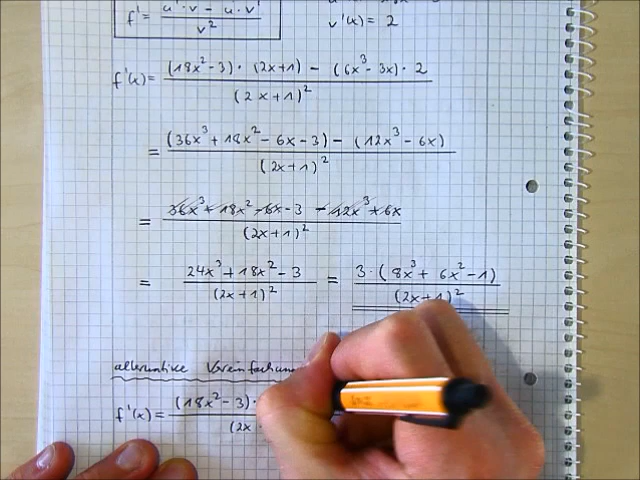 f' = u'·v - u·v' / v²
v'(x) = 2
f'(x) = (18x²-3)·(2x+1) - (6x³-3x)·2 / (2x+1)²
= (36x³+18x²-6x-3) - (12x³-6x) / (2x+1)²
= 36x³+18x²-6x-3 -12x³+6x / (2x+1)²
= 24x³+18x²-3 / (2x+1)² = 3·(8x³+6x²-1) / (2x+1)²
alternative
f'(x) = (18x²-3)· / (2x